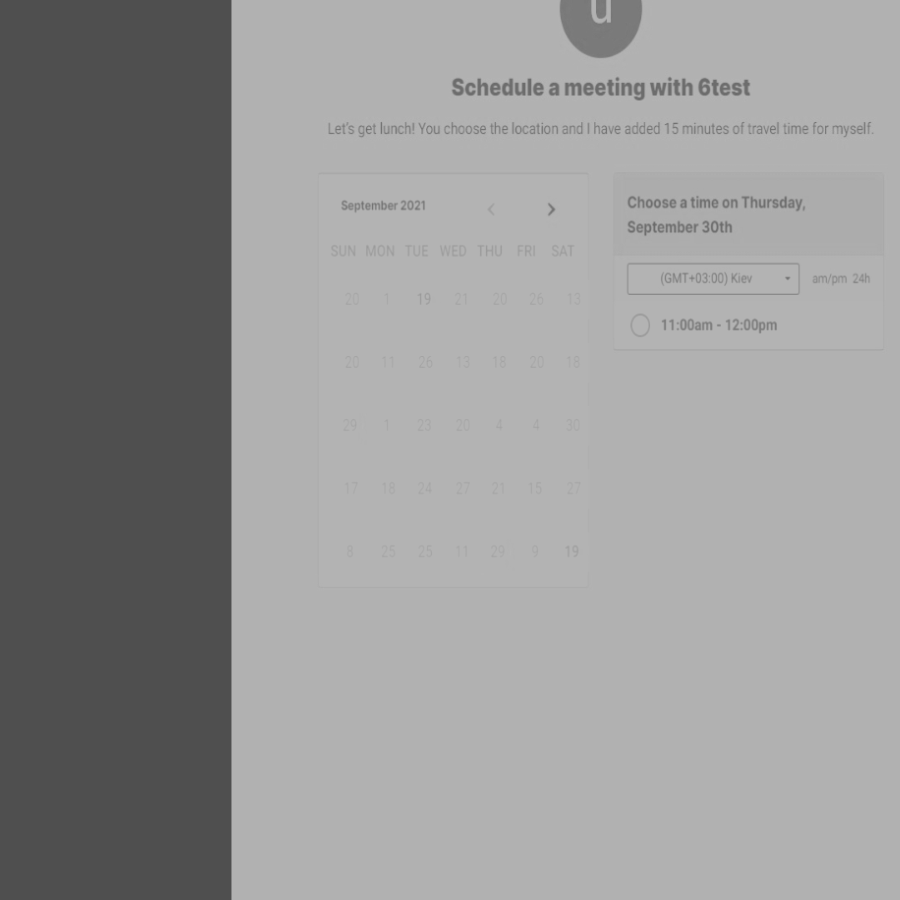 u
Schedule a meeting with 6test
Let's get lunch! You choose the location and I have added 15 minutes of travel time for myself.
September 2021
SUN MON TUE WED THU FRI SAT
20 1 19 21 20 26 13
20 11 26 13 18 20 18
29 1 23 20 4 4 30
17 18 24 27 21 15 27
8 25 25 11 29 9 19
Choose a time on Thursday,
September 30th
(GMT+03:00) Kiev am/pm 24h
11:00am - 12:00pm